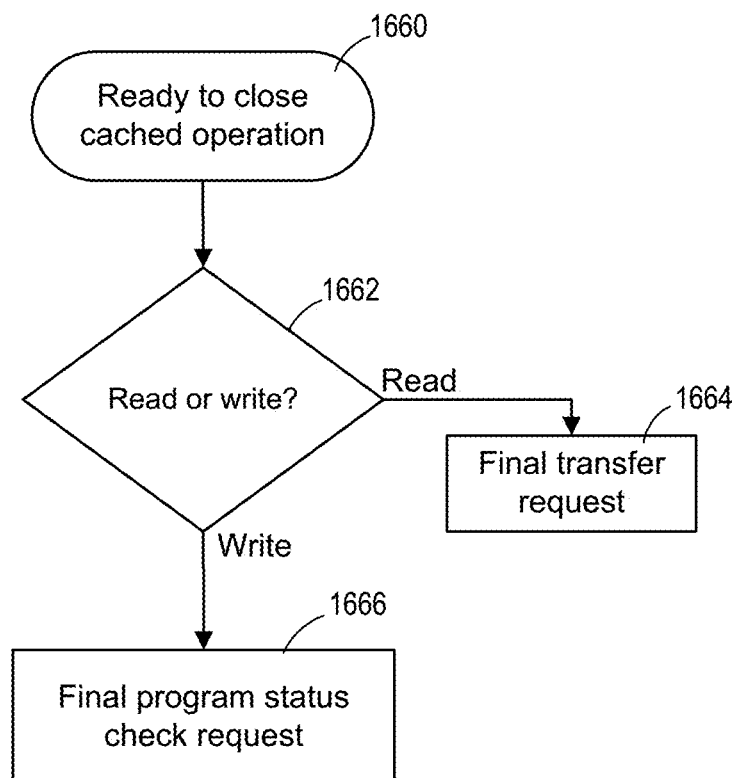 1660
Ready to close
cached operation
1662
Read or write?
Read
1664
Final transfer
request
Write
1666
Final program status
check request